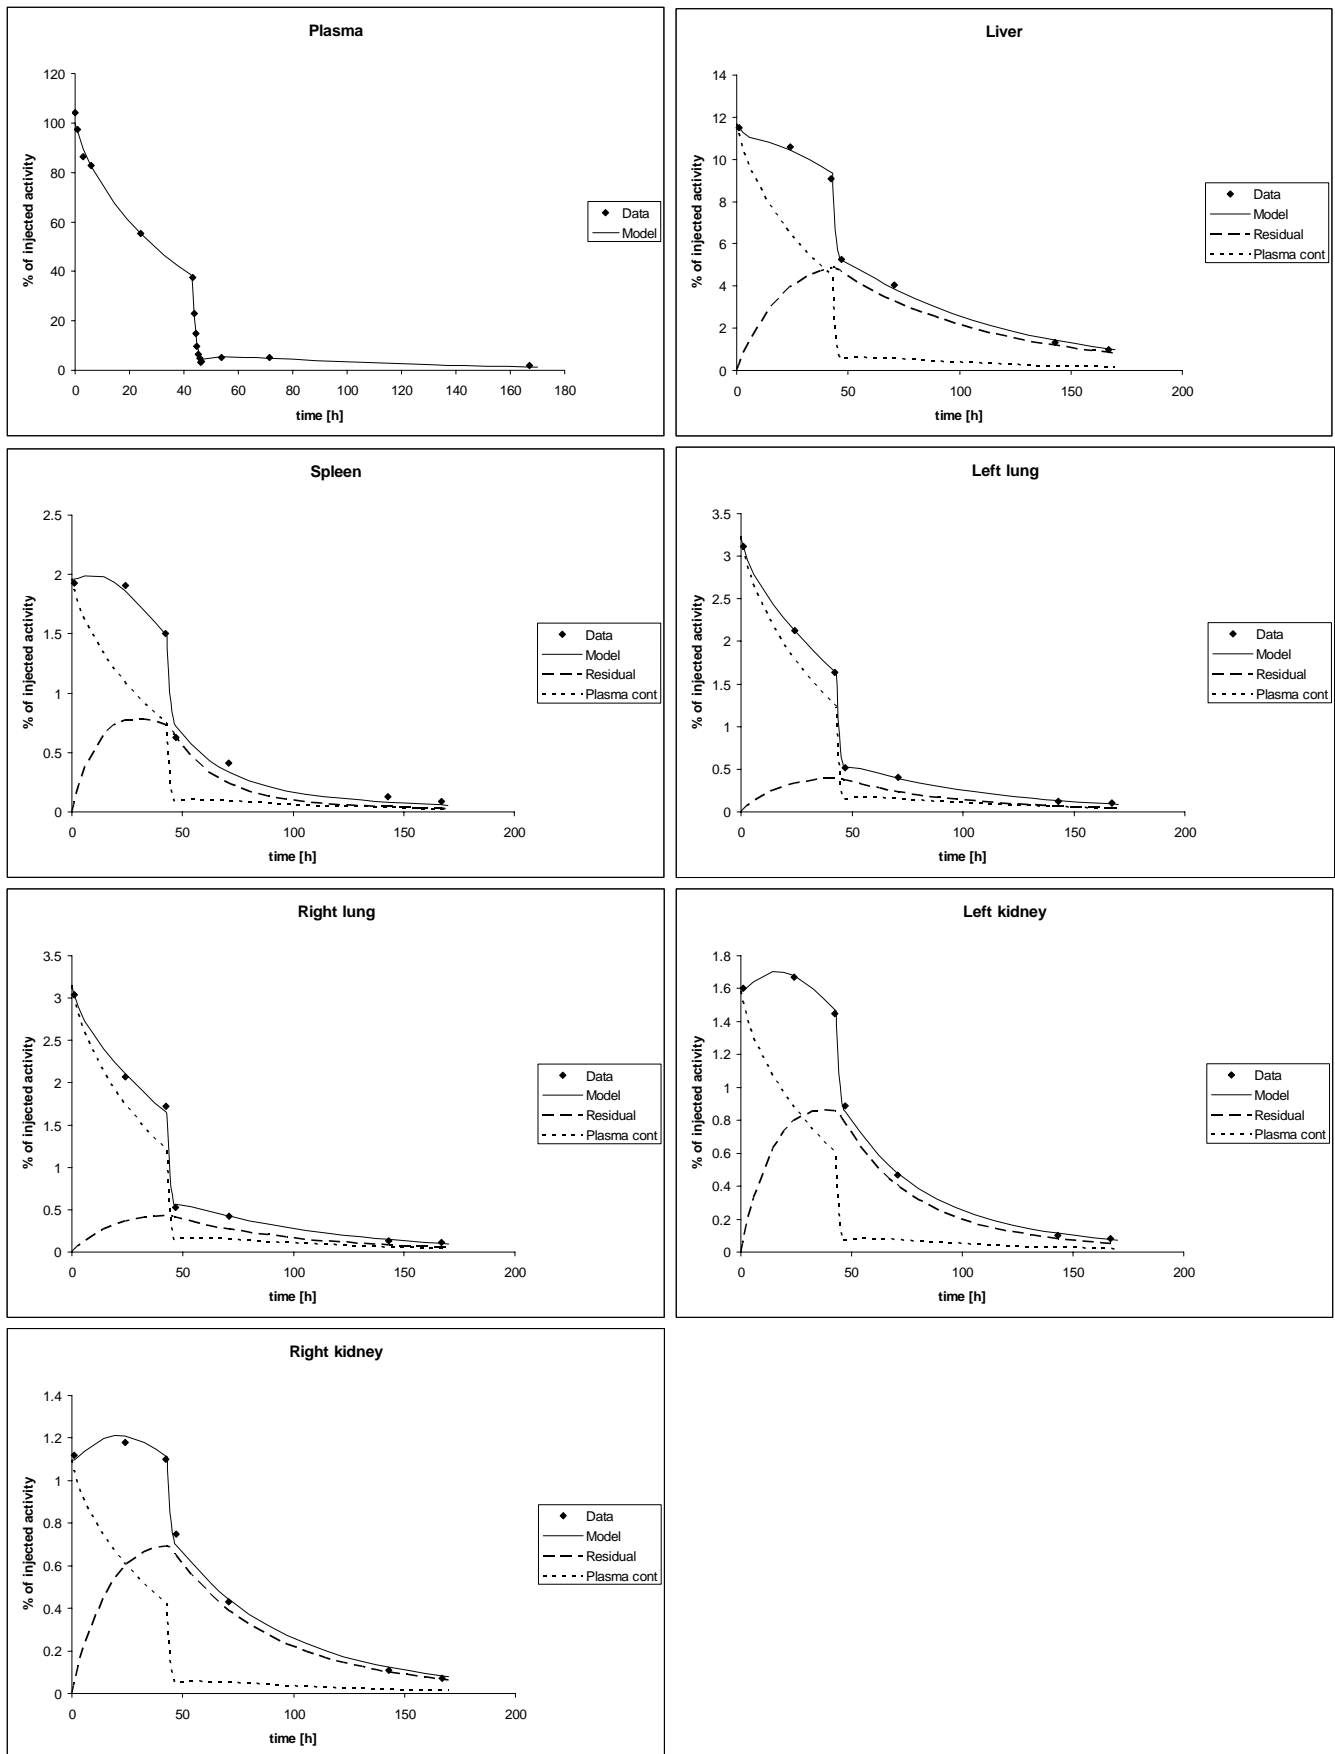 Plasma
120
100
80
60
40
20
0
0 20 40 60 80 100 120 140 160 180
% of injected activity
time [h]
Data
Model
Liver
14
12
10
8
6
4
2
0
0 50 100 150 200
% of injected activity
time [h]
Data
Model
Residual
Plasma cont
Spleen
2.5
2
1.5
1
0.5
0
0 50 100 150 200
% of injected activity
time [h]
Data
Model
Residual
Plasma cont
Left lung
3.5
3
2.5
2
1.5
1
0.5
0
0 50 100 150 200
% of injected activity
time [h]
Data
Model
Residual
Plasma cont
Right lung
3.5
3
2.5
2
1.5
1
0.5
0
0 50 100 150 200
% of injected activity
time [h]
Data
Model
Residual
Plasma cont
Left kidney
1.8
1.6
1.4
1.2
1
0.8
0.6
0.4
0.2
0
0 50 100 150 200
% of injected activity
time [h]
Data
Model
Residual
Plasma cont
Right kidney
1.4
1.2
1
0.8
0.6
0.4
0.2
0
0 50 100 150 200
% of injected activity
time [h]
Data
Model
Residual
Plasma cont